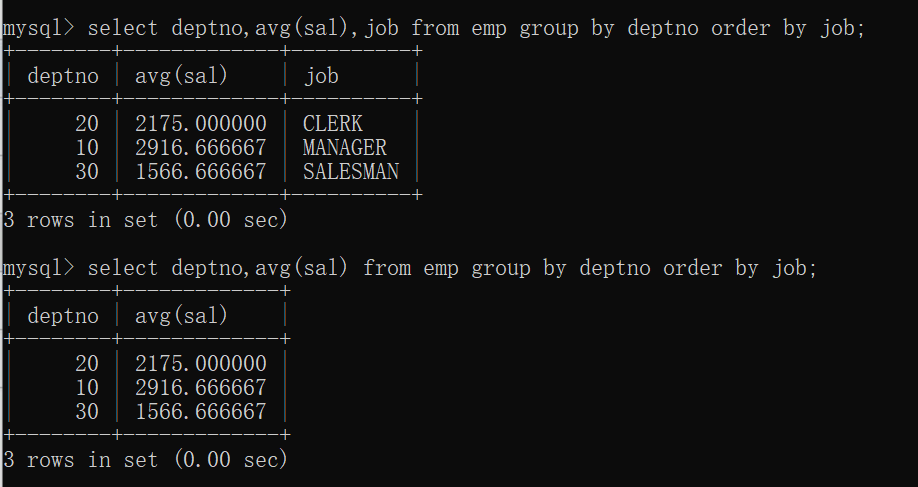 mysql> select deptno,avg(sal),job from emp group by deptno order by job;
+--------+-------------+----------+
| deptno | avg(sal)    | job      |
+--------+-------------+----------+
|     20 | 2175.000000 | CLERK    |
|     10 | 2916.666667 | MANAGER  |
|     30 | 1566.666667 | SALESMAN |
+--------+-------------+----------+
3 rows in set (0.00 sec)
mysql> select deptno,avg(sal) from emp group by deptno order by job;
+--------+-------------+
| deptno | avg(sal)    |
+--------+-------------+
|     20 | 2175.000000 |
|     10 | 2916.666667 |
|     30 | 1566.666667 |
+--------+-------------+
3 rows in set (0.00 sec)